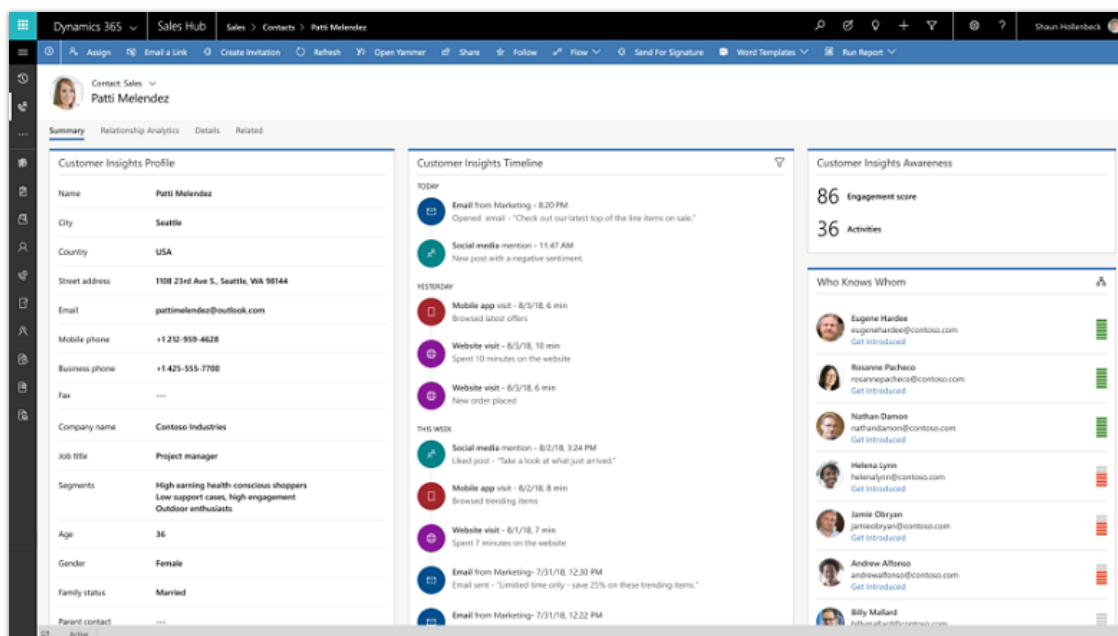 Dynamics 365
Sales Hub
Sales > Contacts > Patti Melendez
Shaun Hollenbeck
Assign
Email a Link
Create Invitation
Refresh
Open Yammer
Share
Follow
Flow
Send For Signature
Word Templates
Run Report
Contact: Sales
Patti Melendez
Summary
Relationship Analytics
Details
Related
Customer Insights Profile
Name Patti Melendez
City Seattle
Country USA
Street address 1108 23rd Ave S., Seattle, WA 98144
Email pattimelendez@outlook.com
Mobile phone +1 212-959-4628
Business phone +1 425-555-7700
Fax ---
Company name Contoso Industries
Job title Project manager
Segments High earning health-conscious shoppers
Low support cases, high engagement
Outdoor enthusiasts
Age 36
Gender Female
Family status Married
Parent contact ---
Customer Insights Timeline
TODAY
Email from Marketing - 8:20 PM
Opened email - "Check out our latest top of the line items on sale."
Social media mention - 11:47 AM
New post with a negative sentiment.
YESTERDAY
Mobile app visit - 8/3/18, 6 min
Browsed latest offers
Website visit - 8/3/18, 10 min
Spent 10 minutes on the website
Website visit - 8/3/18, 6 min
New order placed
THIS WEEK
Social media mention - 8/2/18, 3:24 PM
Liked post - "Take a look at what just arrived."
Mobile app visit - 8/2/18, 8 min
Browsed trending items
Website visit - 8/1/18, 7 min
Spent 7 minutes on the website
Email from Marketing- 7/31/18, 12:30 PM
Email sent - "Limitied time only - save 25% on these trending items."
Email from Marketing- 7/31/18, 12:22 PM
Customer Insights Awareness
86 Engagement score
36 Activities
Who Knows Whom
Eugene Hardee
eugenehardee@contoso.com
Get Introduced
Rosanne Pacheco
rosannepacheco@contoso.com
Get Introduced
Nathan Damon
nathandamon@contoso.com
Get Introduced
Helena Lynn
helenalynn@contoso.com
Get Introduced
Jamie Obryan
jamieobryan@contoso.com
Get Introduced
Andrew Alfonso
andrewalfonso@contoso.com
Get Introduced
Billy Mallard
billymallard@contoso.com
Active